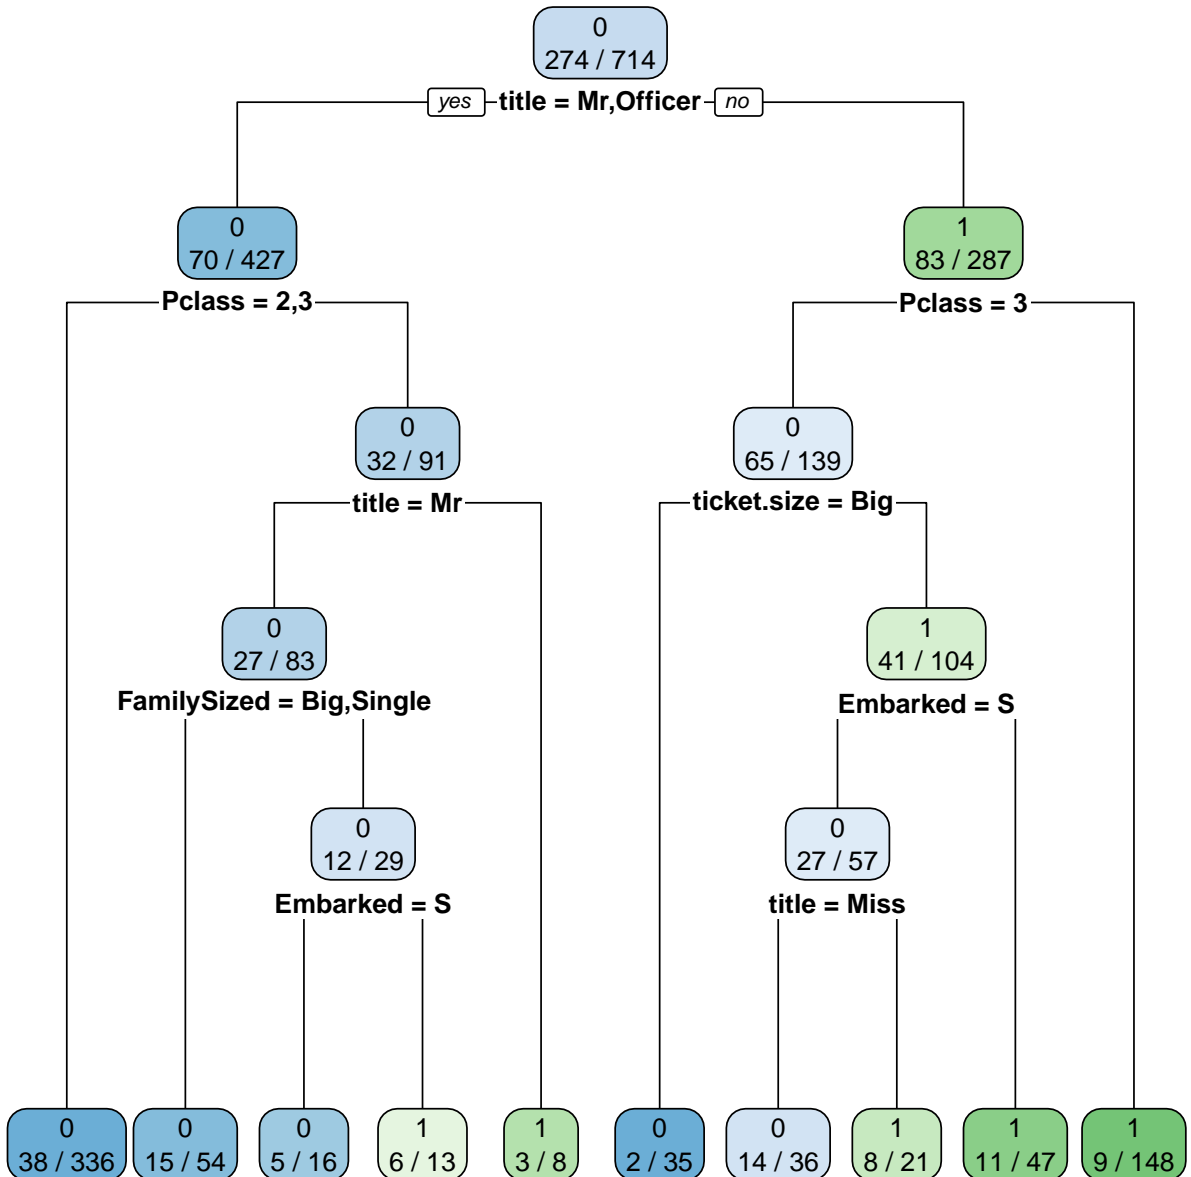 0
274 / 714
yes title = Mr,Officer no
0
70 / 427
1
83 / 287
Pclass = 2,3
Pclass = 3
0
32 / 91
0
65 / 139
title = Mr
ticket.size = Big
0
27 / 83
1
41 / 104
FamilySized = Big,Single
Embarked = S
0
12 / 29
0
27 / 57
Embarked = S
title = Miss
0
38 / 336
0
15 / 54
0
5 / 16
1
6 / 13
1
3 / 8
0
2 / 35
0
14 / 36
1
8 / 21
1
11 / 47
1
9 / 148